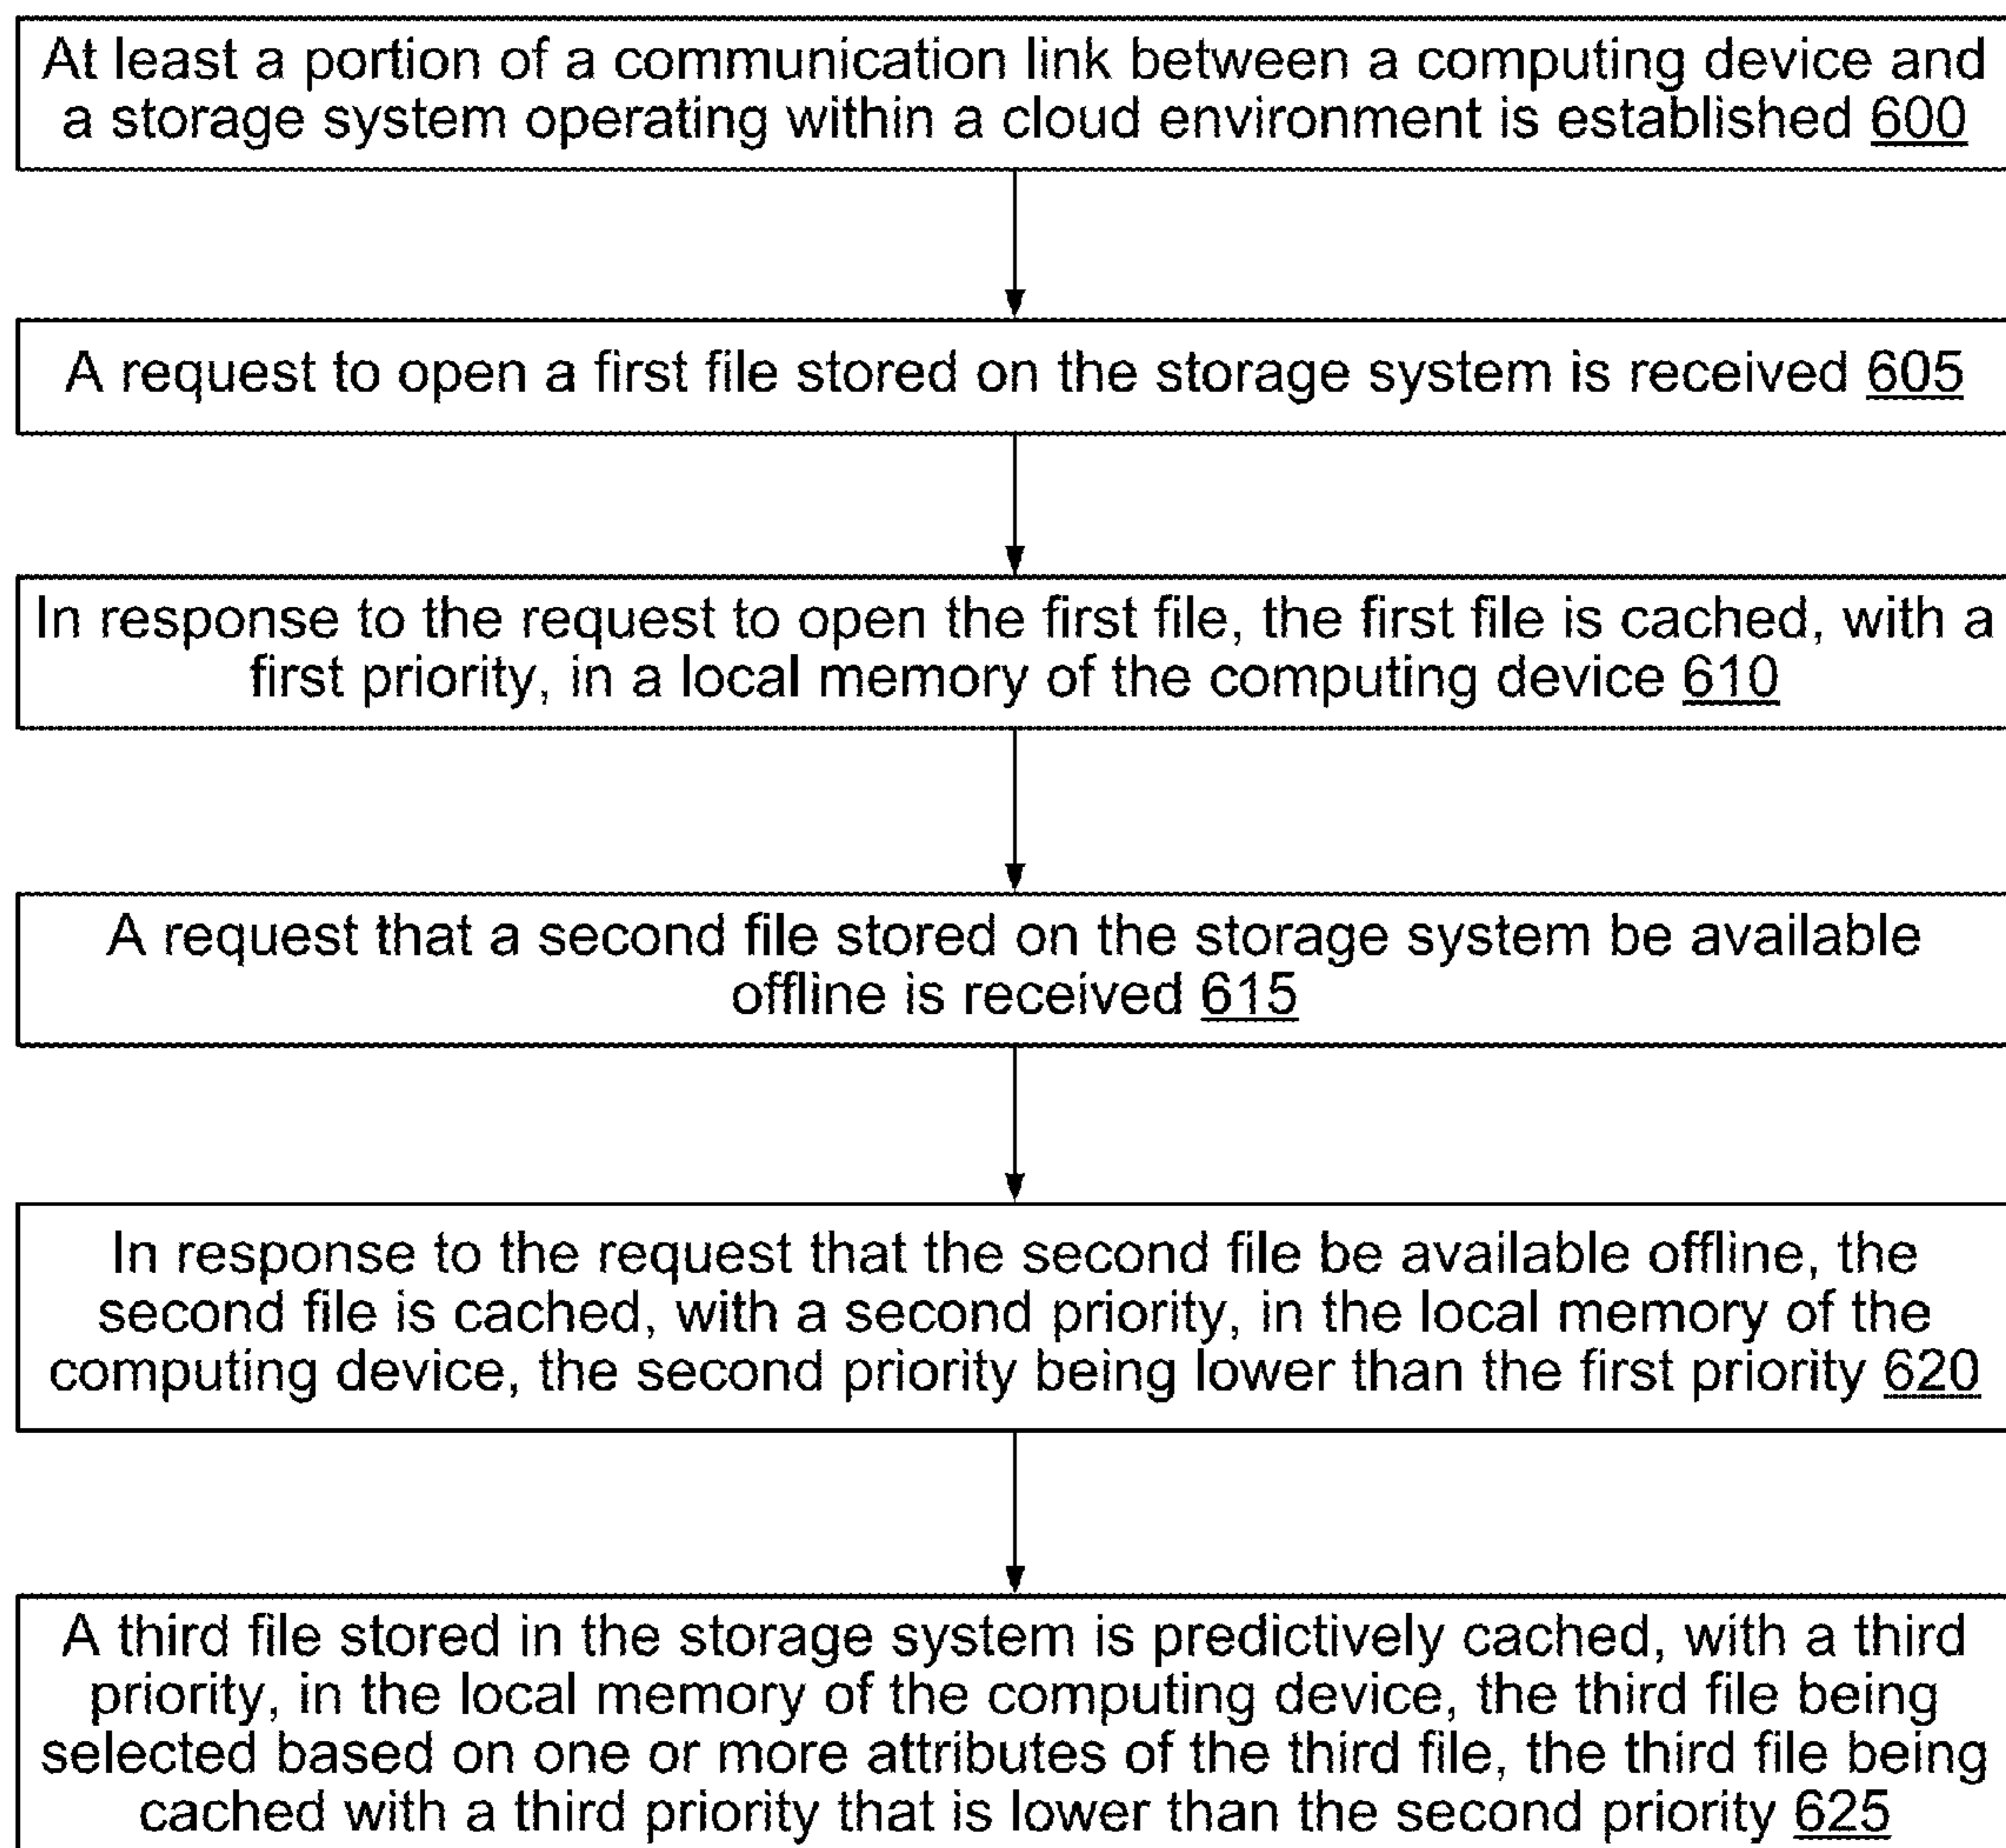 At least a portion of a communication link between a computing device and
a storage system operating within a cloud environment is established 600
A request to open a first file stored on the storage system is received 605
In response to the request to open the first file, the first file is cached, with a
first priority, in a local memory of the computing device 610
A request that a second file stored on the storage system be available
offline is received 615
In response to the request that the second file be available offline, the
second file is cached, with a second priority, in the local memory of the
computing device, the second priority being lower than the first priority 620
A third file stored in the storage system is predictively cached, with a third
priority, in the local memory of the computing device, the third file being
selected based on one or more attributes of the third file, the third file being
cached with a third priority that is lower than the second priority 625